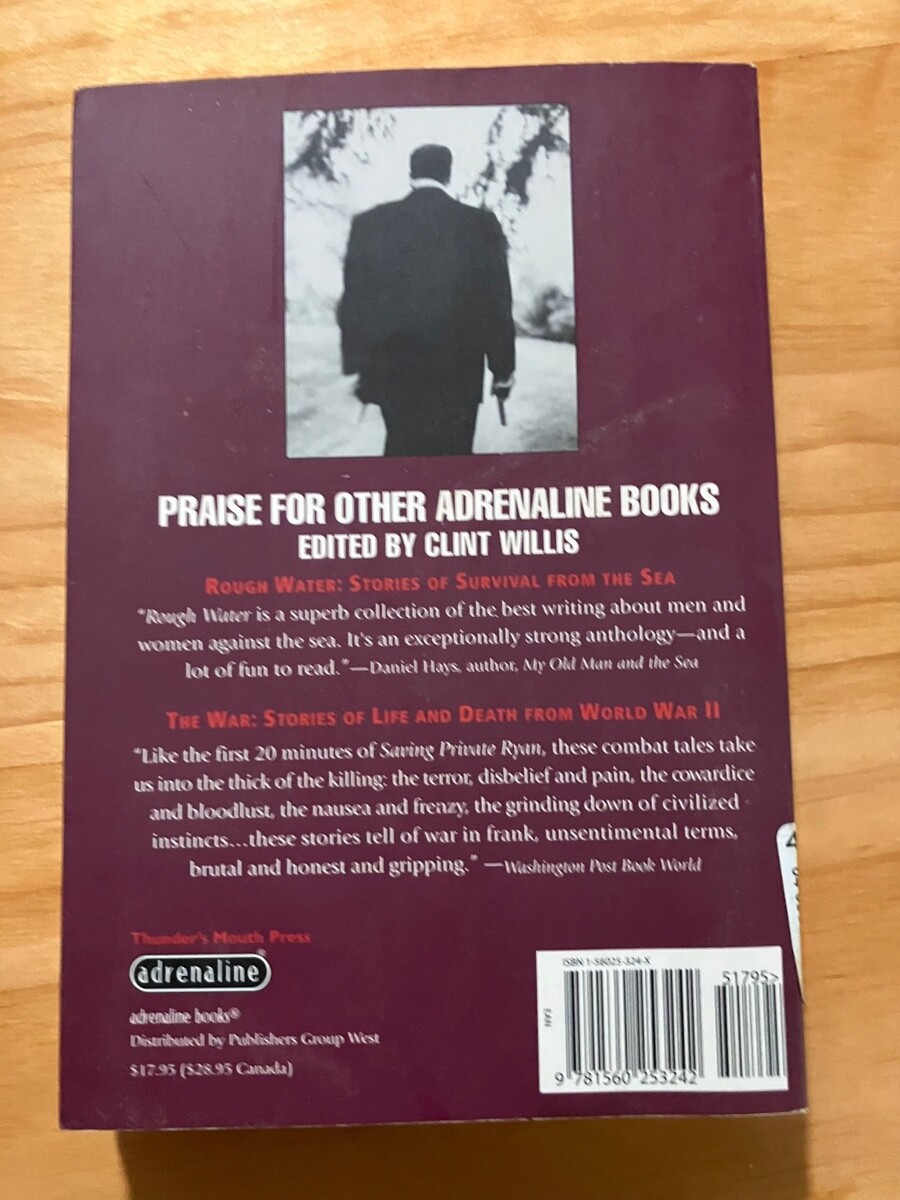 PRAISE FOR OTHER ADRENALINE BOOKS
EDITED BY CLINT WILLIS
ROUGH WATER: STORIES OF SURVIVAL FROM THE SEA
"Rough Water is a superb collection of the best writing about men and
women against the sea. It's an exceptionally strong anthology—and a
lot of fun to read."—Daniel Hays, author, My Old Man and the Sea
THE WAR: STORIES OF LIFE AND DEATH FROM WORLD WAR II
"Like the first 20 minutes of Saving Private Ryan, these combat tales take
us into the thick of the killing: the terror, disbelief and pain, the cowardice
and bloodlust, the nausea and frenzy, the grinding down of civilized
instincts...these stories tell of war in frank, unsentimental terms,
brutal and honest and gripping." —Washington Post Book World
Thunder's Mouth Press
adrenaline®
adrenaline books®
Distributed by Publishers Group West
$17.95 ($28.95 Canada)
ISBN 1-56025-324-X
51795>
EAN
9 781560 253242